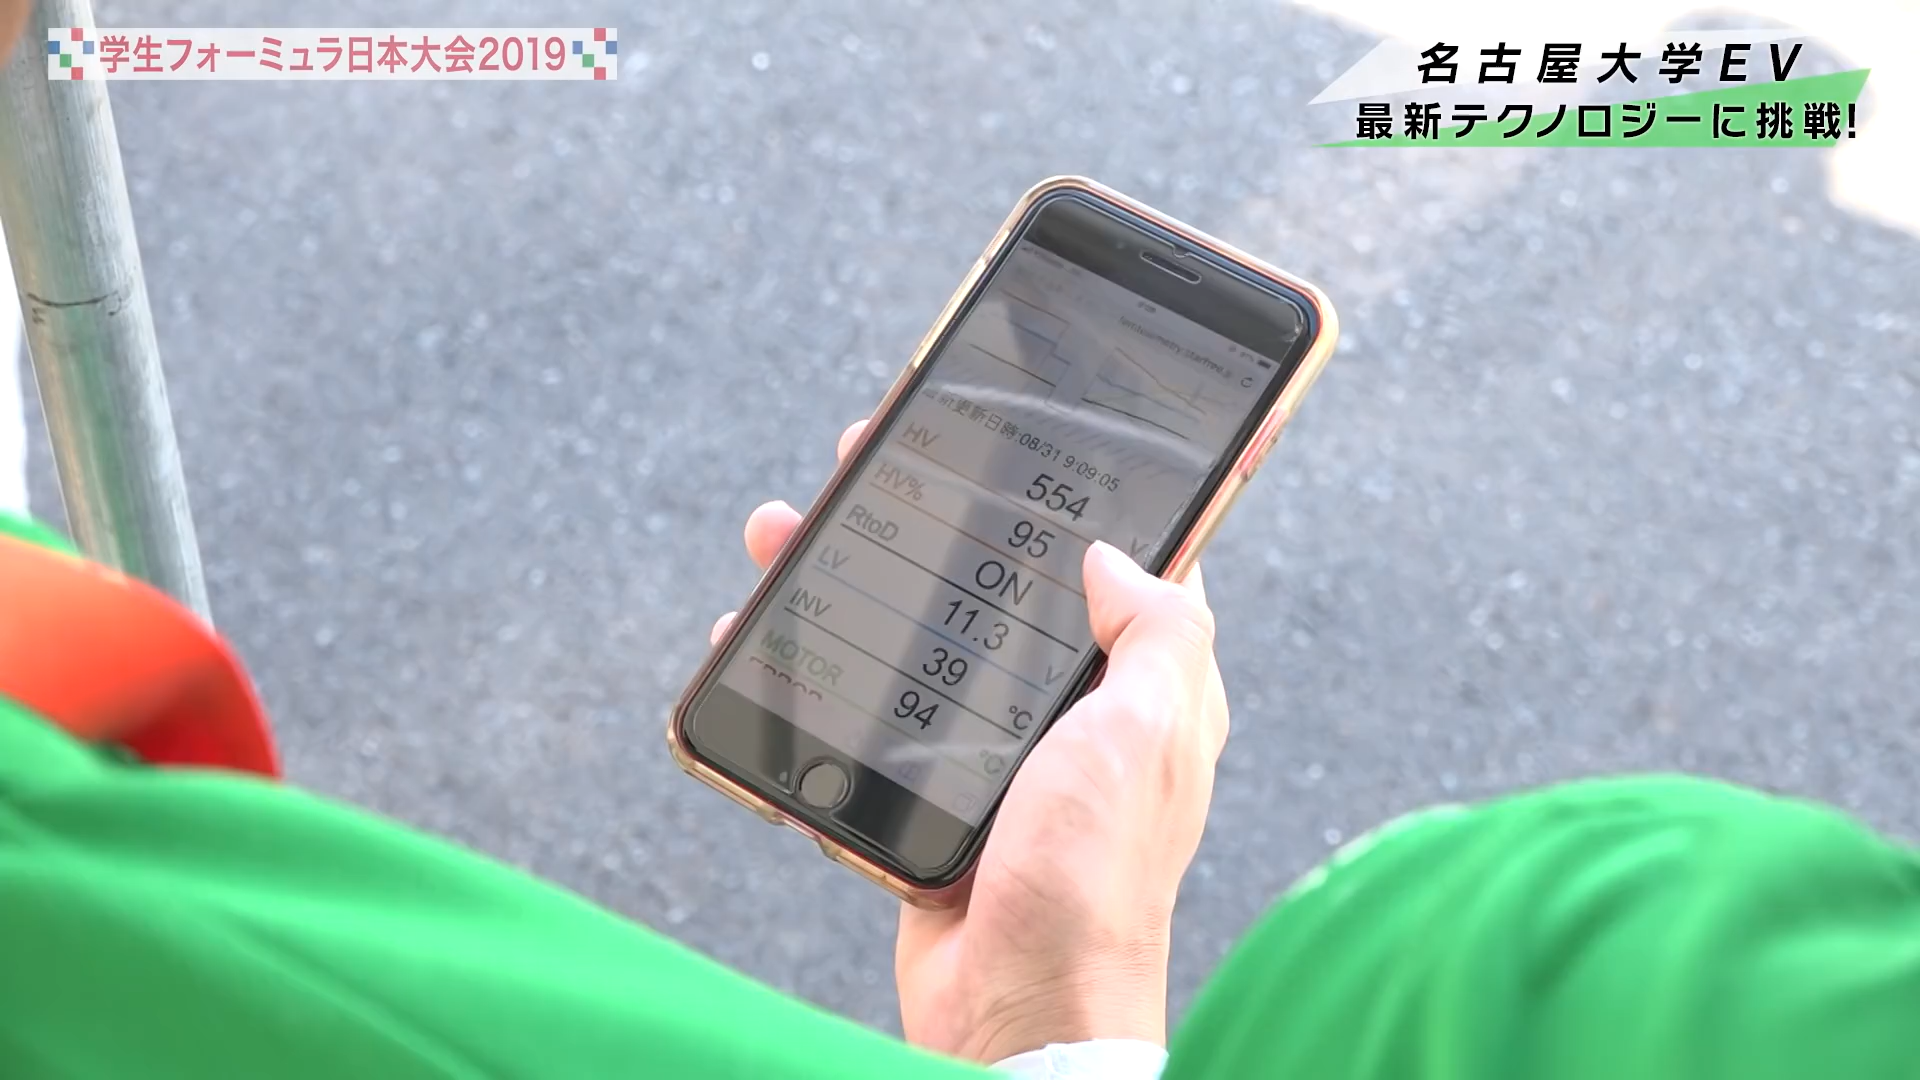 学生フォーミュラ日本大会2019
名古屋大学EV
最新テクノロジーに挑戦!
最新更新日時:08/31 9:09:05
HV 554 V
HV% 95
RtoD ON
LV 11.3 V
INV 39 ℃
MOTOR 94 ℃